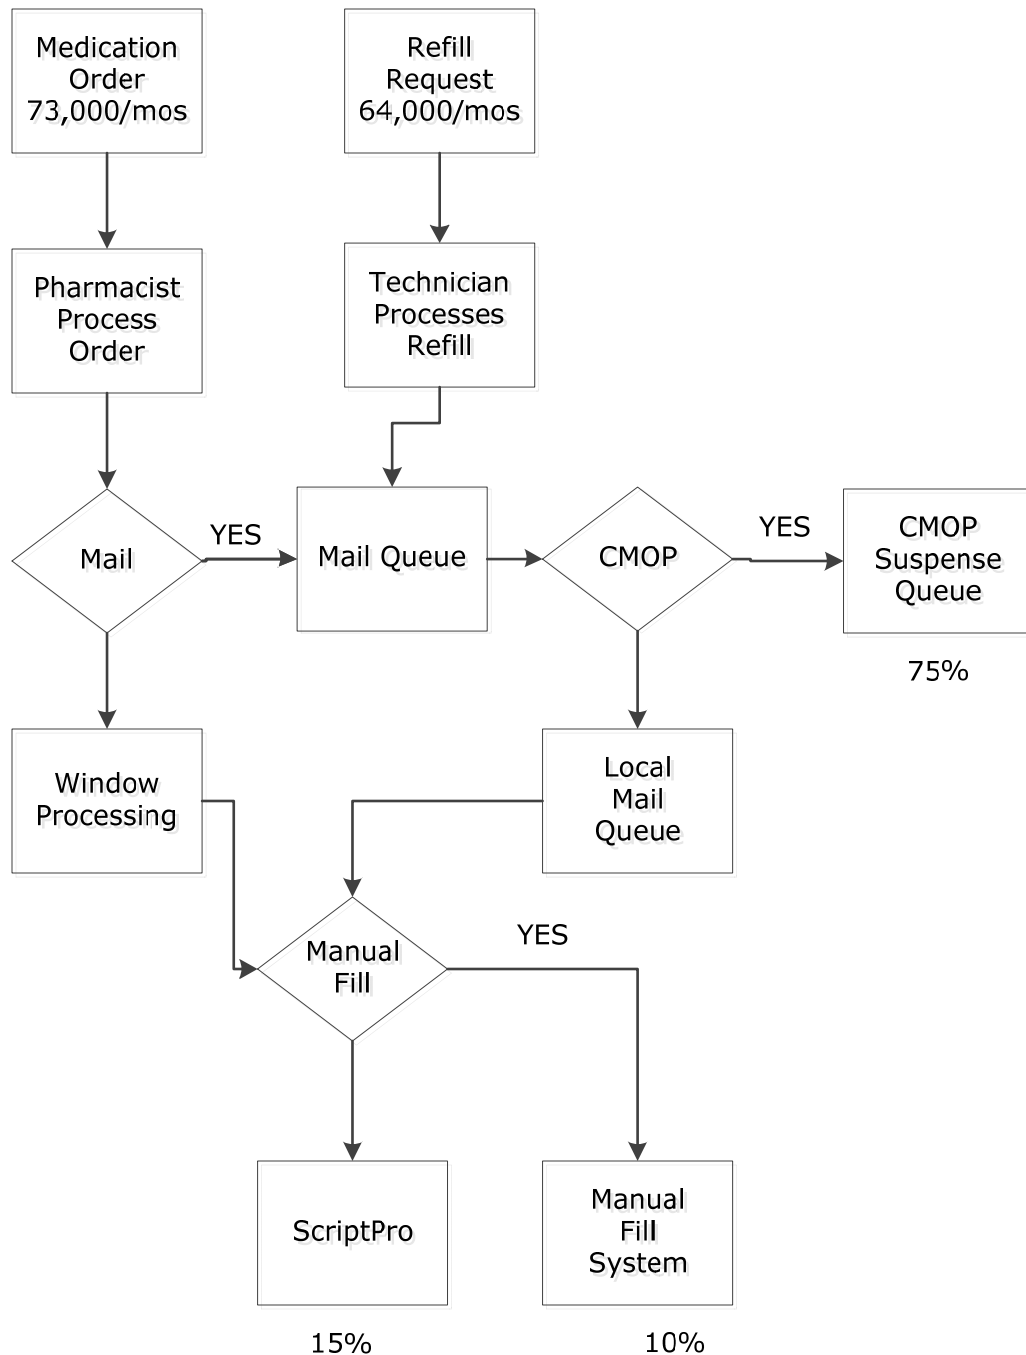 Medication
Order
73,000/mos
Refill
Request
64,000/mos
Pharmacist
Process
Order
Technician
Processes
Refill
Mail
YES
Mail Queue
CMOP
YES
CMOP
Suspense
Queue
75%
Window
Processing
Local
Mail
Queue
Manual
Fill
YES
ScriptPro
Manual
Fill
System
15%
10%